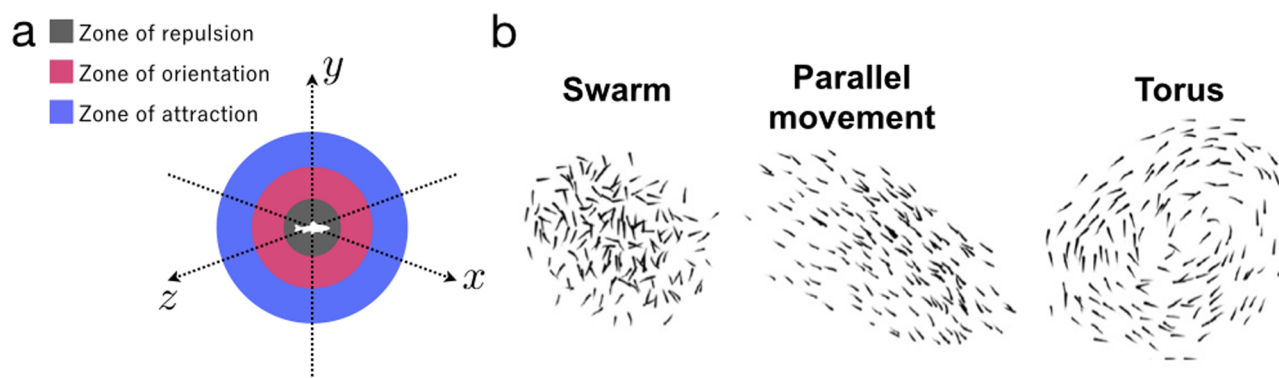 a
Zone of repulsion
Zone of orientation
Zone of attraction
y
x
z
b
Swarm
Parallel
movement
Torus